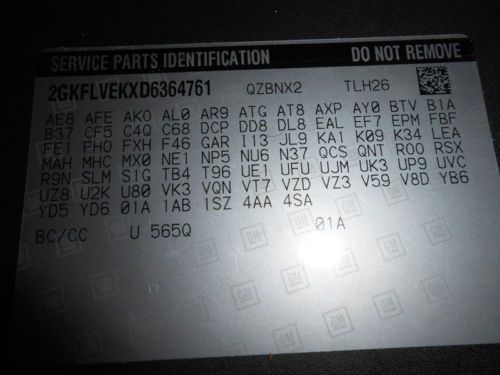 SERVICE PARTS IDENTIFICATION DO NOT REMOVE
2GKFLVEKXD6364761 QZBNX2 TLH26
AE8 AFE AK0 AL0 AR9 ATG AT8 AXP AY0 BTV B1A
B37 CF5 C4Q C68 DCP DD8 DL8 EAL EF7 EPM FBF
FE1 FH0 FXH F46 GAR I13 JL9 KA1 K09 K34 LEA
MAH MHC MX0 NE1 NP5 NU6 N37 QCS QNT R00 RSX
R9N SLM S1G TB4 T96 UE1 UFU UJM UK3 UP9 UVC
UZ8 U2K U80 VK3 VQN VT7 VZD VZ3 V59 V8D YB6
YD5 YD6 01A 1AB 1SZ 4AA 4SA
BC/CC U 565Q 01A